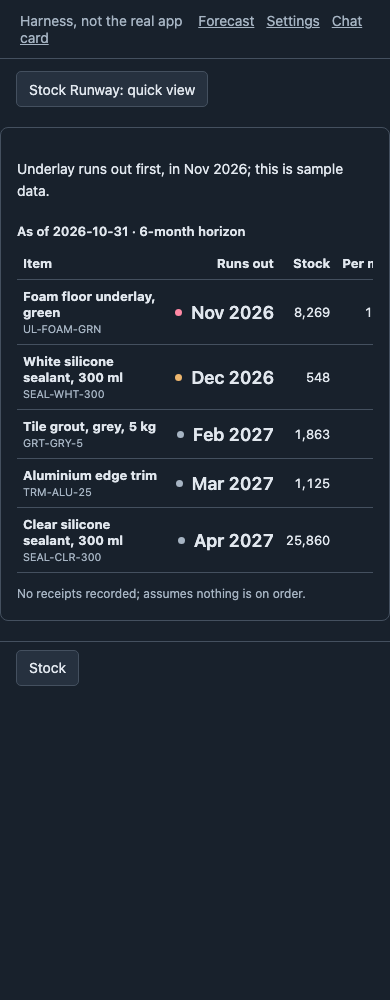 Harness, not the real app Forecast Settings Chat
card
Stock Runway: quick view
Underlay runs out first, in Nov 2026; this is sample
data.
As of 2026-10-31 · 6-month horizon
Item Runs out Stock Per
Foam floor underlay,
green
UL-FOAM-GRN
Nov 2026 8,269 1
White silicone
sealant, 300 ml
SEAL-WHT-300
Dec 2026 548
Tile grout, grey, 5 kg
GRT-GRY-5
Feb 2027 1,863
Aluminium edge trim
TRM-ALU-25
Mar 2027 1,125
Clear silicone
sealant, 300 ml
SEAL-CLR-300
Apr 2027 25,860
No receipts recorded; assumes nothing is on order.
Stock